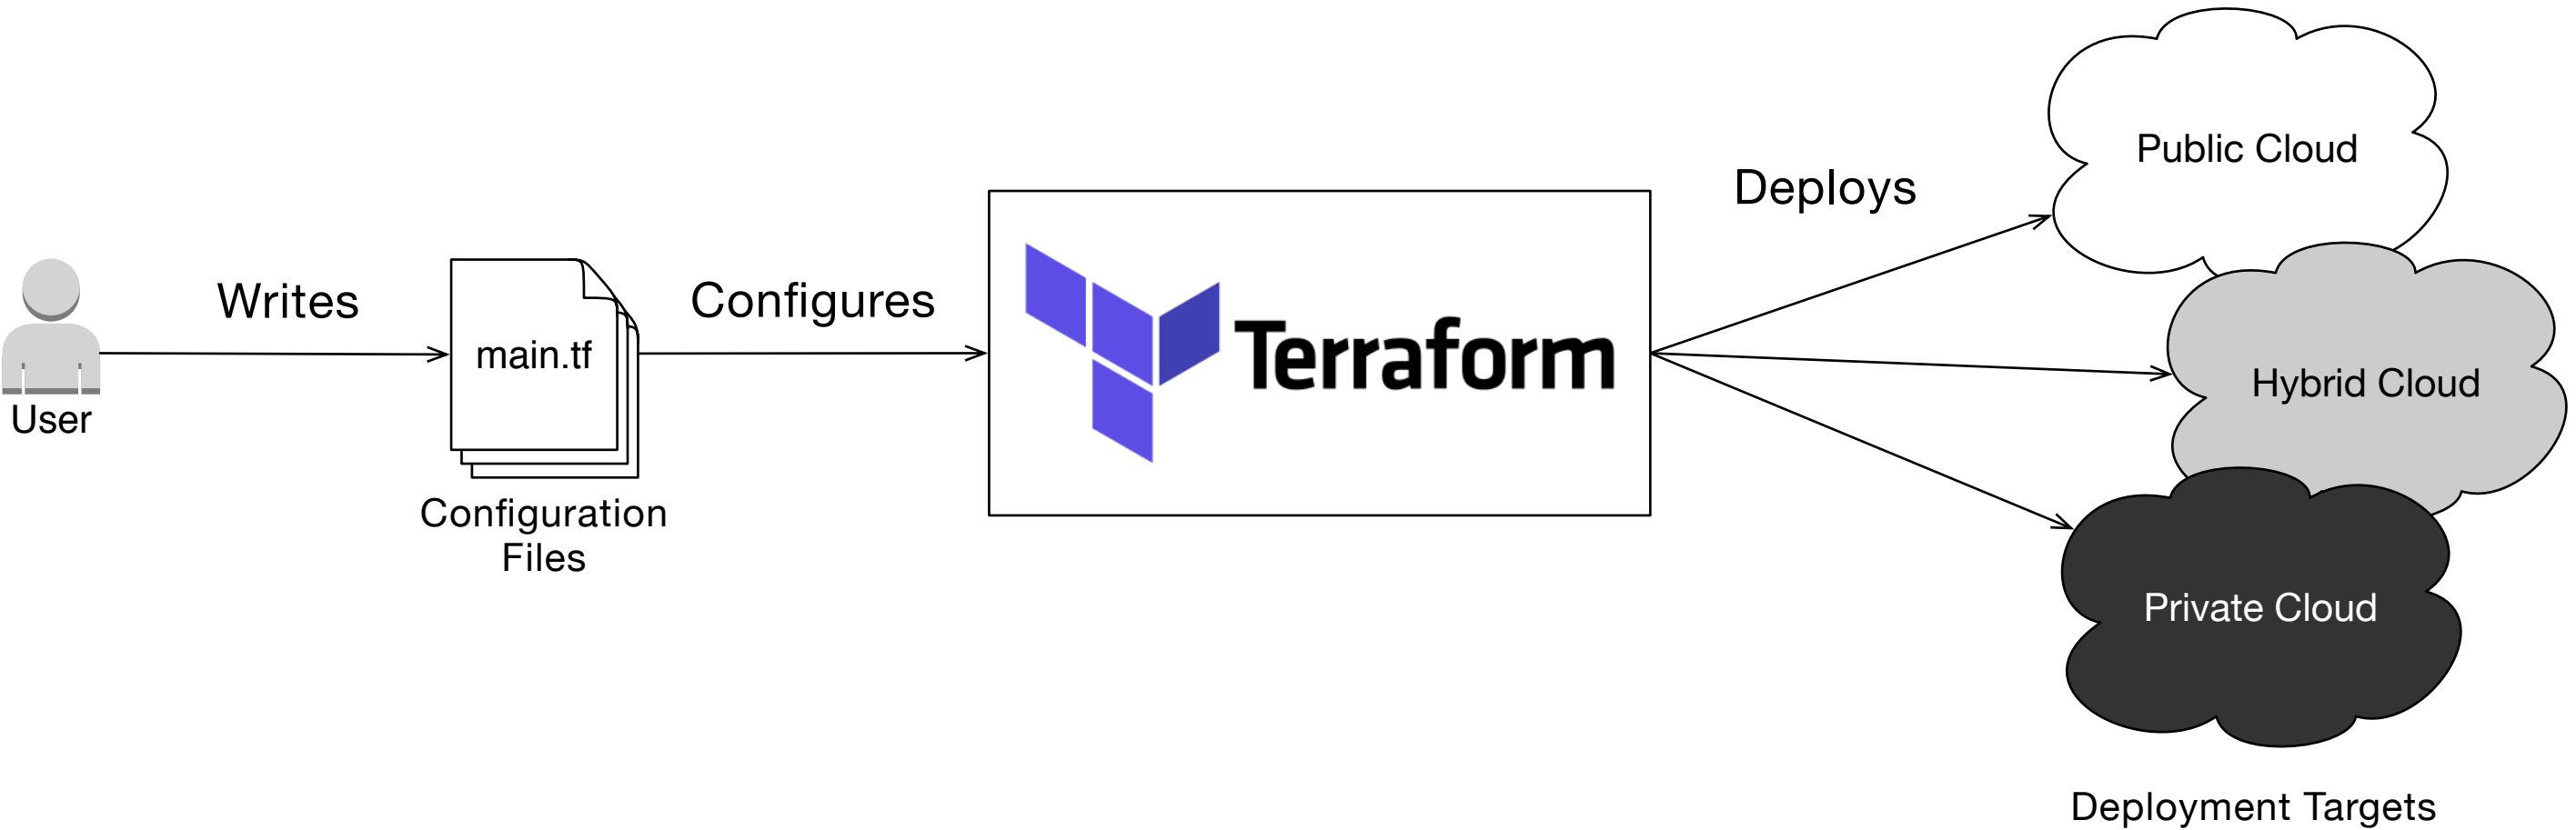 User
Writes
main.tf
Configuration
Files
Configures
Terraform
Deploys
Public Cloud
Hybrid Cloud
Private Cloud
Deployment Targets